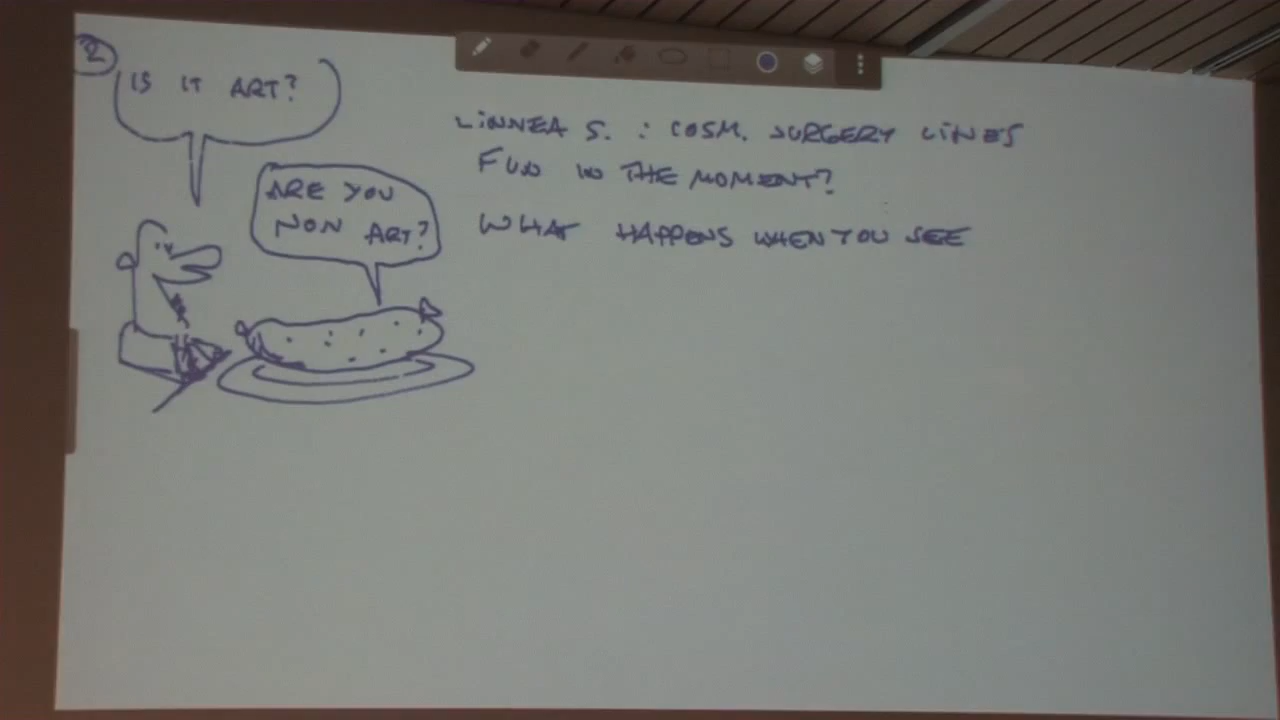 2
IS IT ART?
ARE YOU
NON ART?
LINNEA S. : COSM. SURGERY LINES
FUN IN THE MOMENT?
WHAT HAPPENS WHEN YOU SEE